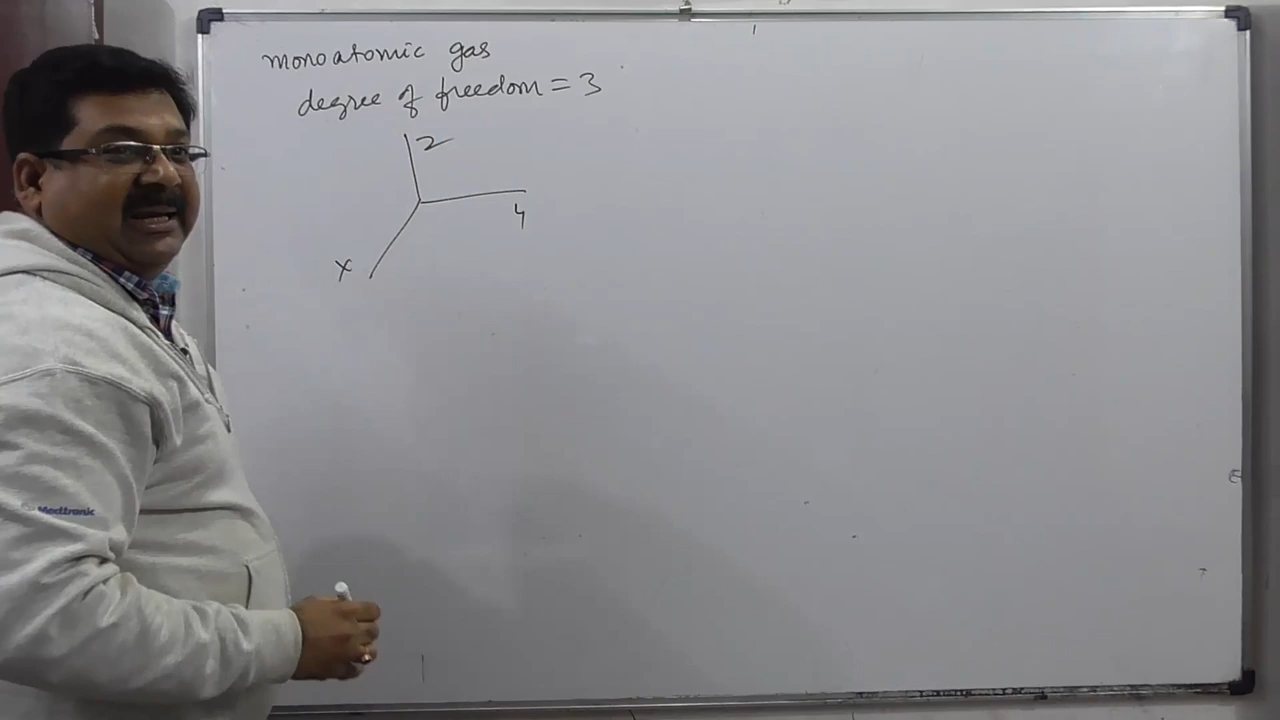 monoatomic gas
degree of freedom = 3
z
y
x
Medtronic